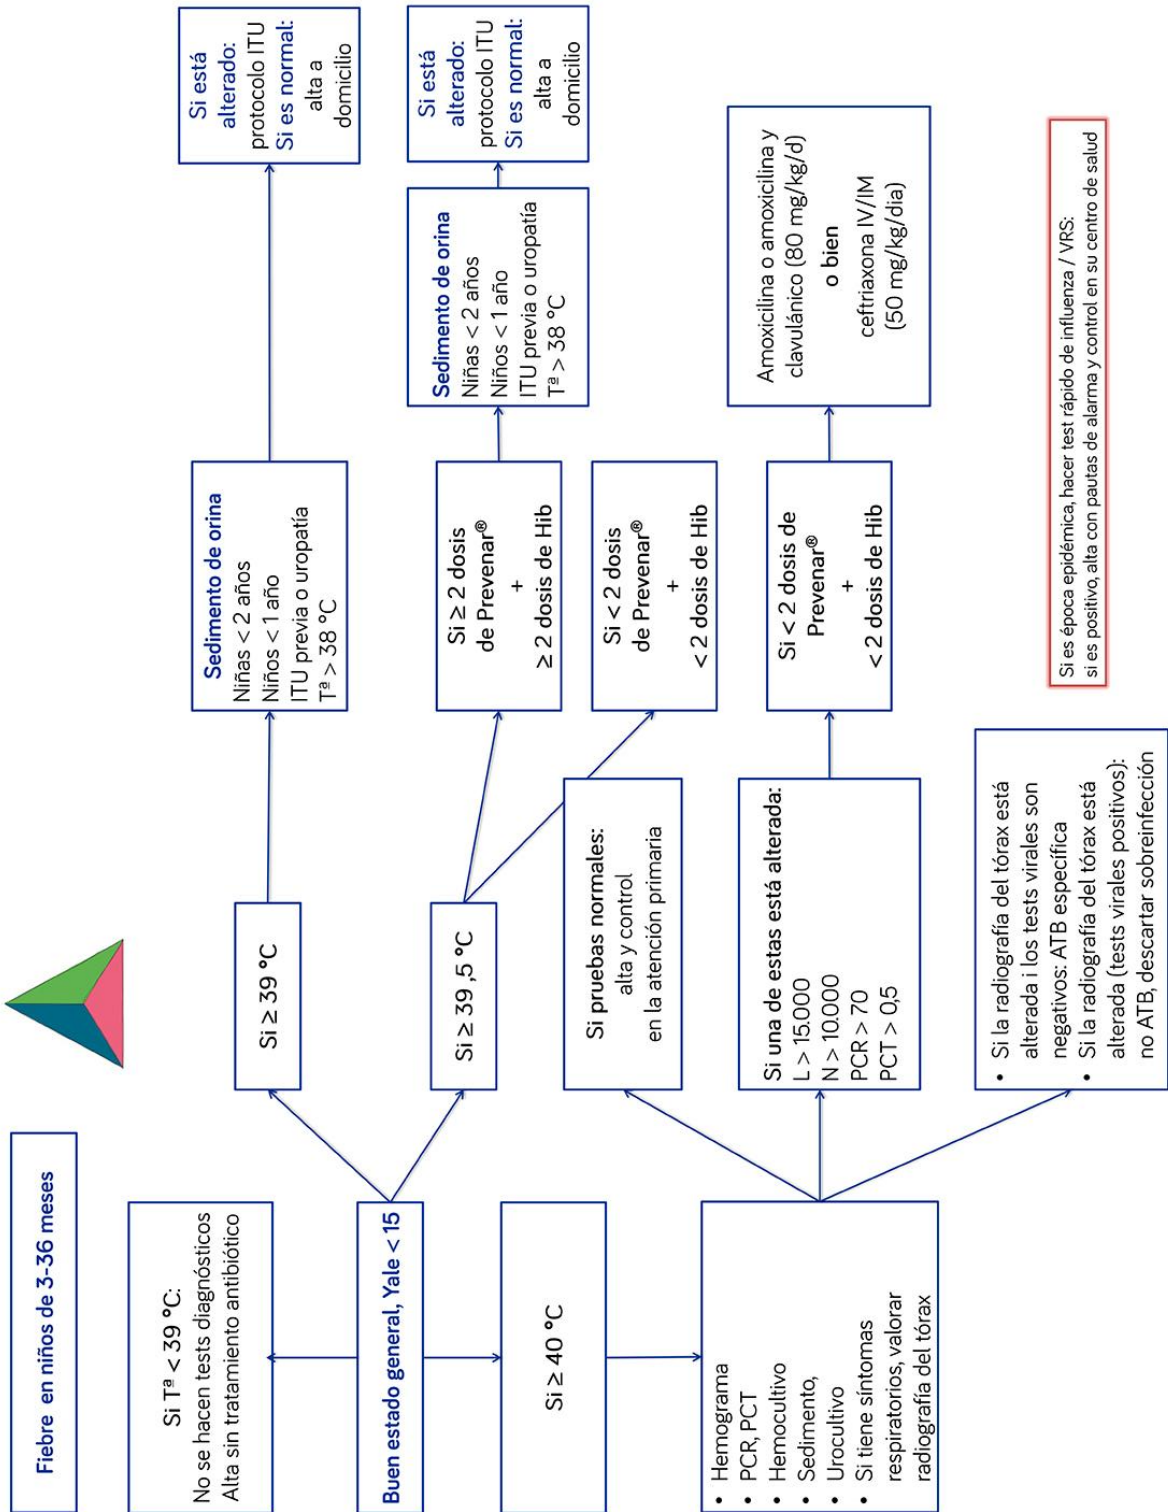 Fiebre en niños de 3-36 meses
Si Tª < 39 °C:
No se hacen tests diagnósticos
Alta sin tratamiento antibiótico
Buen estado general, Yale < 15
Si ≥ 40 °C
• Hemograma
• PCR, PCT
• Hemocultivo
• Sedimento,
• Urocultivo
• Si tiene síntomas
respiratorios, valorar
radiografía del tórax
Si ≥ 39 °C
Si ≥ 39 ,5 °C
Si pruebas normales:
alta y control
en la atención primaria
Si una de estas está alterada:
L > 15.000
N > 10.000
PCR > 70
PCT > 0,5
• Si la radiografía del tórax está
alterada i los tests virales son
negativos: ATB específica
• Si la radiografía del tórax está
alterada (tests virales positivos):
no ATB, descartar sobreinfección
Sedimento de orina
Niñas < 2 años
Niños < 1 año
ITU previa o uropatía
Tª > 38 °C
Si ≥ 2 dosis
de Prevenar®
+
≥ 2 dosis de Hib
Si < 2 dosis
de Prevenar®
+
< 2 dosis de Hib
Si < 2 dosis de
Prevenar®
+
< 2 dosis de Hib
Sedimento de orina
Niñas < 2 años
Niños < 1 año
ITU previa o uropatía
Tª > 38 °C
Amoxicilina o amoxicilina y
clavulánico (80 mg/kg/d)
o bien
ceftriaxona IV/IM
(50 mg/kg/dia)
Si está
alterado:
protocolo ITU
Si es normal:
alta a
domicilio
Si está
alterado:
protocolo ITU
Si es normal:
alta a
domicilio
Si es época epidémica, hacer test rápido de influenza / VRS:
si es positivo, alta con pautas de alarma y control en su centro de salud